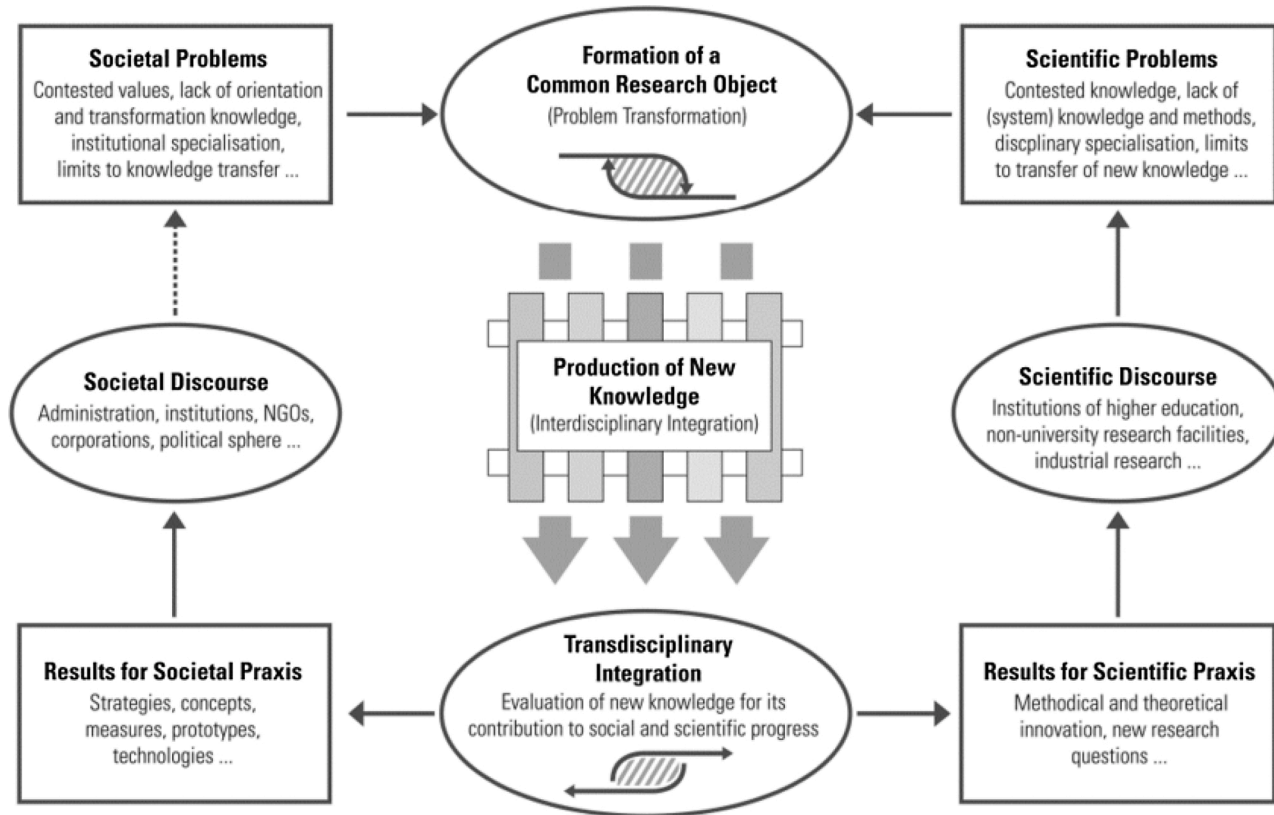 Societal Problems
Contested values, lack of orientation
and transformation knowledge,
institutional specialisation,
limits to knowledge transfer ...
Formation of a
Common Research Object
(Problem Transformation)
Scientific Problems
Contested knowledge, lack of
(system) knowledge and methods,
discplinary specialisation, limits
to transfer of new knowledge ...
Societal Discourse
Administration, institutions, NGOs,
corporations, political sphere ...
Production of New
Knowledge
(Interdisciplinary Integration)
Scientific Discourse
Institutions of higher education,
non-university research facilities,
industrial research ...
Results for Societal Praxis
Strategies, concepts,
measures, prototypes,
technologies ...
Transdisciplinary
Integration
Evaluation of new knowledge for its
contribution to social and scientific progress
Results for Scientific Praxis
Methodical and theoretical
innovation, new research
questions ...